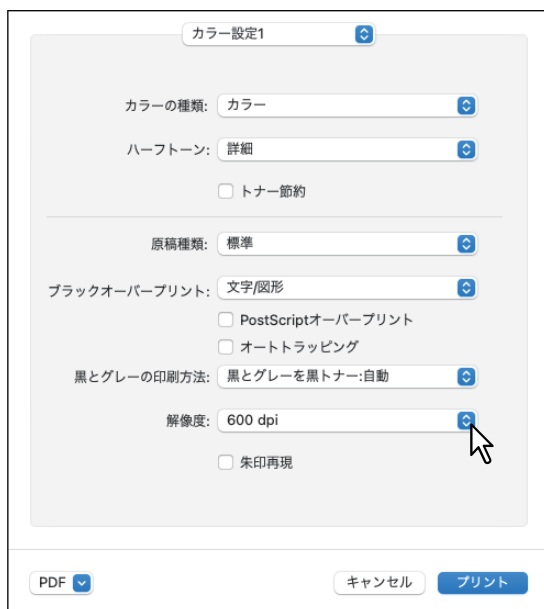 カラー設定1
カラーの種類: カラー
ハーフトーン: 詳細
トナー節約
原稿種類: 標準
ブラックオーバープリント: 文字/図形
PostScriptオーバープリント
オートトラッピング
黒とグレーの印刷方法: 黒とグレーを黒トナー:自動
解像度: 600 dpi
朱印再現
PDF キャンセル プリント